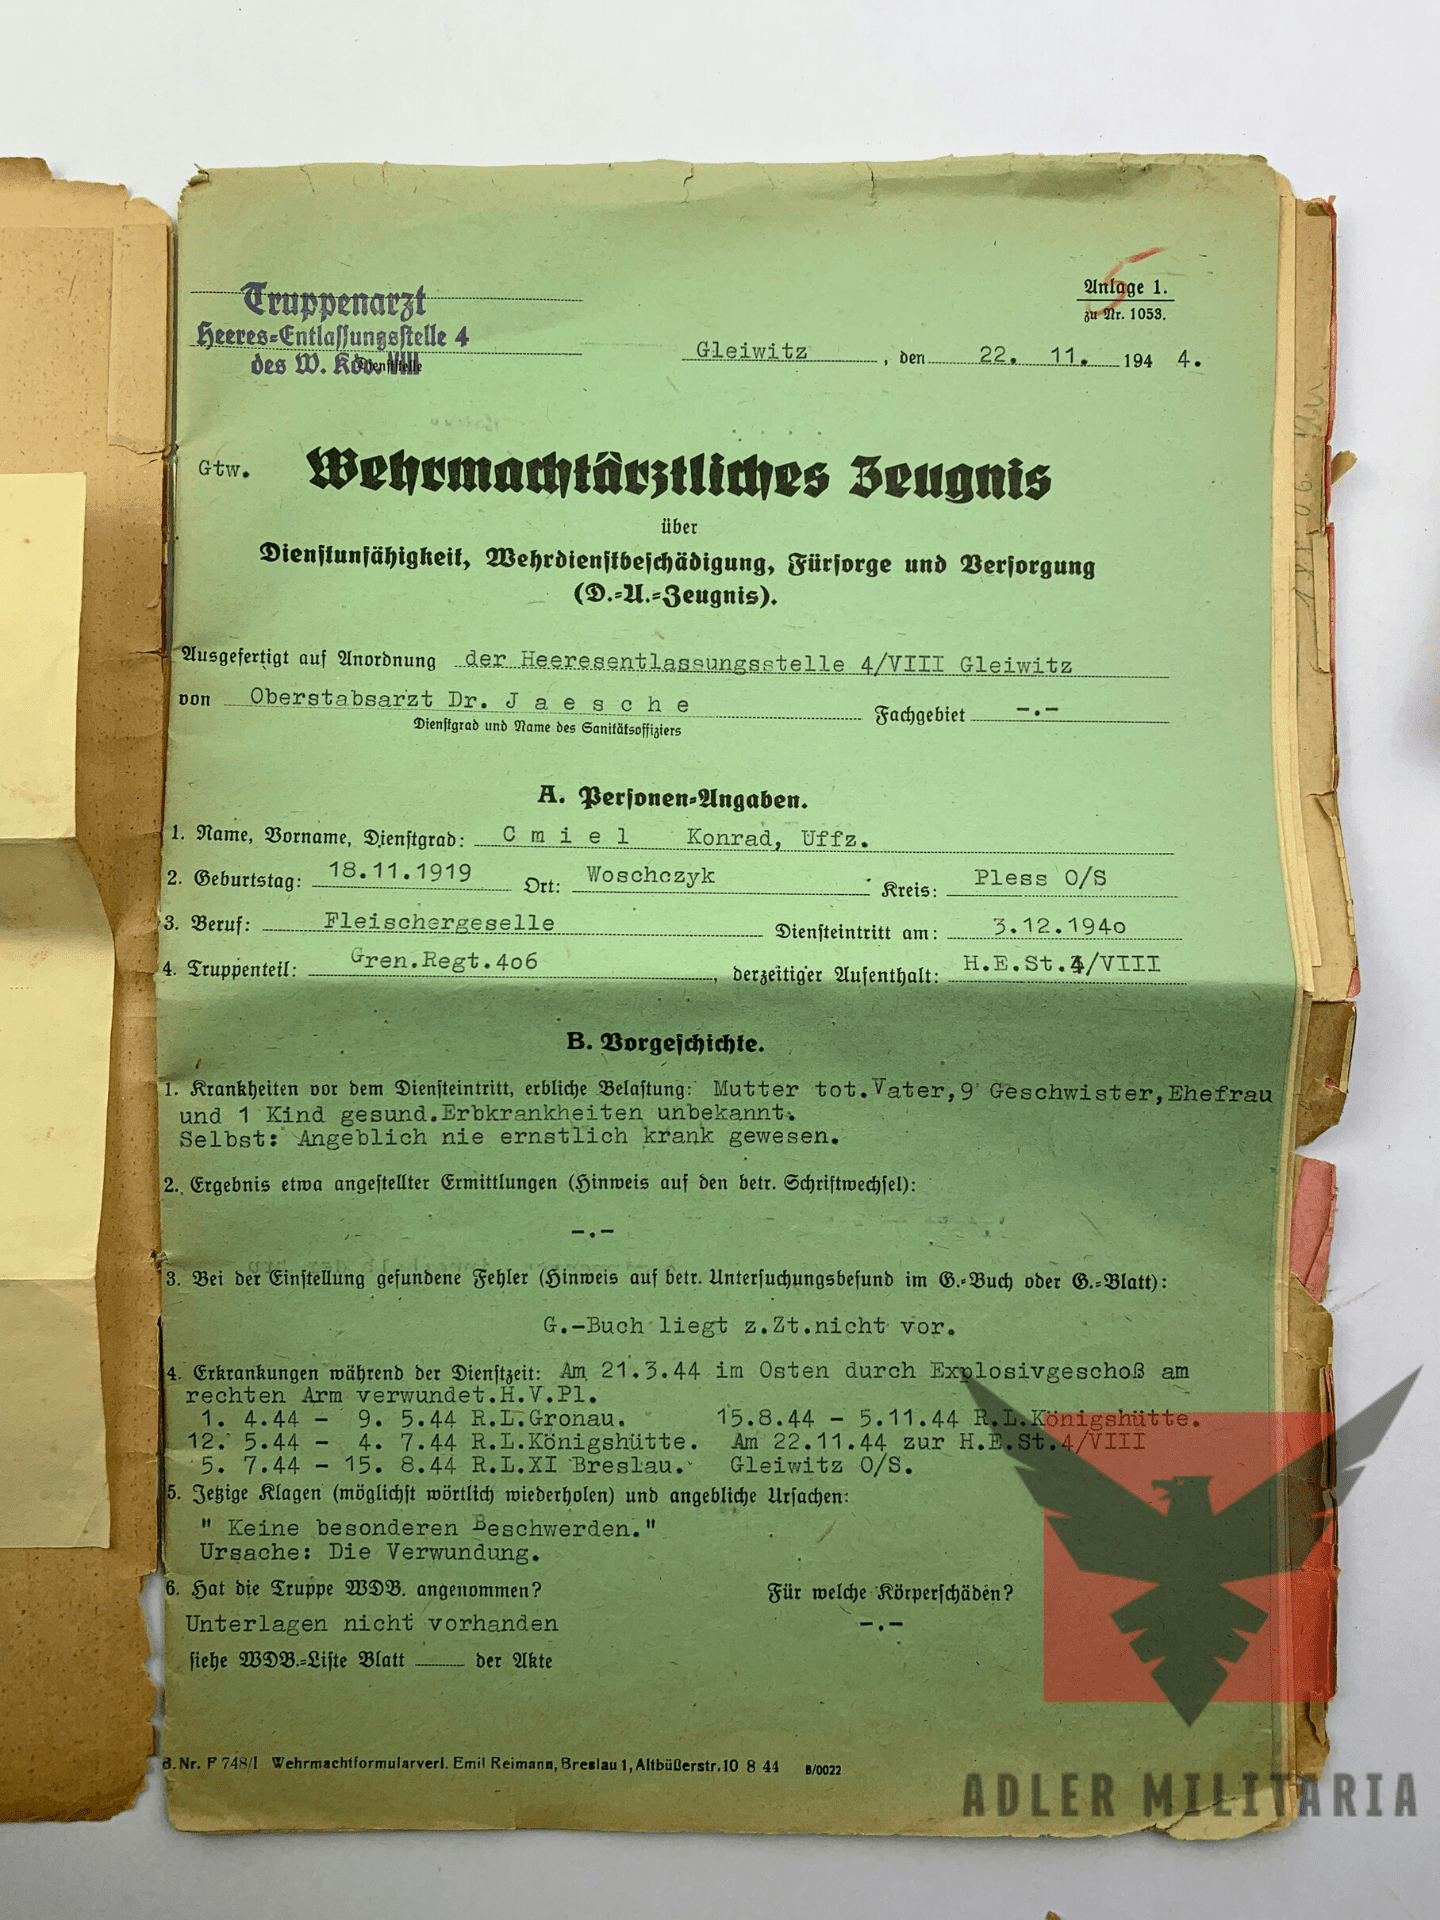 Truppenarzt
Heeres-Entlassungsstelle 4
des W. Kdo. VIII
Dienststelle
Anlage 1.
zu Nr. 1053.
Gleiwitz, den 22. 11. 1944.
Gtw.
Wehrmachtärztliches Zeugnis
über
Dienstunfähigkeit, Wehrdienstbeschädigung, Fürsorge und Versorgung
(D.-U.-Zeugnis).
Ausgefertigt auf Anordnung der Heeresentlassungsstelle 4/VIII Gleiwitz
von Oberstabsarzt Dr. J a e s c h e Fachgebiet -.-
Dienstgrad und Name des Sanitätsoffiziers
A. Personen-Angaben.
1. Name, Vorname, Dienstgrad: C m i e l Konrad, Uffz.
2. Geburtstag: 18.11.1919 Ort: Woschczyk Kreis: Pless O/S
3. Beruf: Fleischergeselle Diensteintritt am: 3.12.1940
4. Truppenteil: Gren.Regt.406, derzeitiger Aufenthalt: H.E.St.4/VIII
B. Vorgeschichte.
1. Krankheiten vor dem Diensteintritt, erbliche Belastung: Mutter tot.Vater,9 Geschwister,Ehefrau
und 1 Kind gesund.Erbkrankheiten unbekannt.
Selbst: Angeblich nie ernstlich krank gewesen.
2. Ergebnis etwa angestellter Ermittlungen (Hinweis auf den betr. Schriftwechsel):
-.-
3. Bei der Einstellung gefundene Fehler (Hinweis auf betr. Untersuchungsbefund im G.-Buch oder G.-Blatt):
G.-Buch liegt z.Zt.nicht vor.
4. Erkrankungen während der Dienstzeit: Am 21.3.44 im Osten durch Explosivgeschoß am
rechten Arm verwundet.H.V.Pl.
1. 4.44 - 9. 5.44 R.L.Gronau. 15.8.44 - 5.11.44 R.L.Königshütte.
12. 5.44 - 4. 7.44 R.L.Königshütte. Am 22.11.44 zur H.E.St.4/VIII
5. 7.44 - 15. 8.44 R.L.XI Breslau. Gleiwitz O/S.
5. Jetzige Klagen (möglichst wörtlich wiederholen) und angebliche Ursachen:
" Keine besonderen Beschwerden."
Ursache: Die Verwundung.
6. Hat die Truppe WDB. angenommen? Für welche Körperschäden?
Unterlagen nicht vorhanden -.-
siehe WDB.-Liste Blatt ____ der Akte
B.Nr. F 748/I Wehrmachtformularverl. Emil Reimann, Breslau 1, Altbüßerstr.10 8 44 B/0022
ADLER MILITARIA